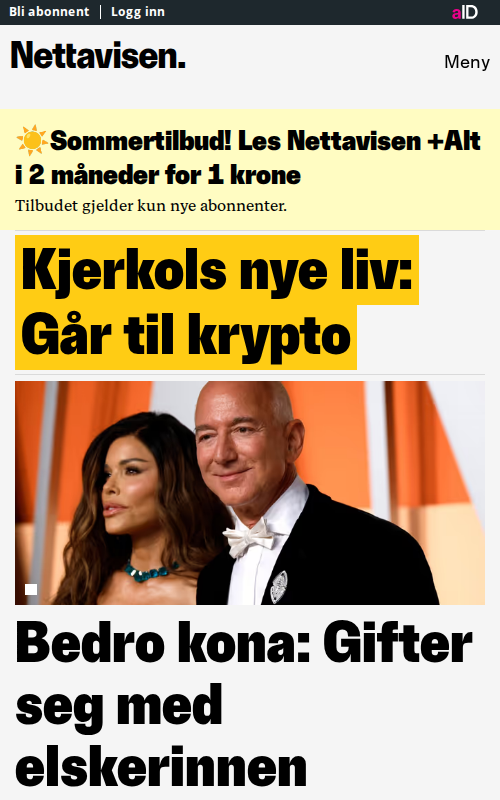 Bli abonnent
Logg inn
aID
Nettavisen.
Meny
Sommertilbud! Les Nettavisen +Alt
i 2 måneder for 1 krone
Tilbudet gjelder kun nye abonnenter.
Kjerkols nye liv:
Går til krypto
Bedro kona: Gifter
seg med
elskerinnen